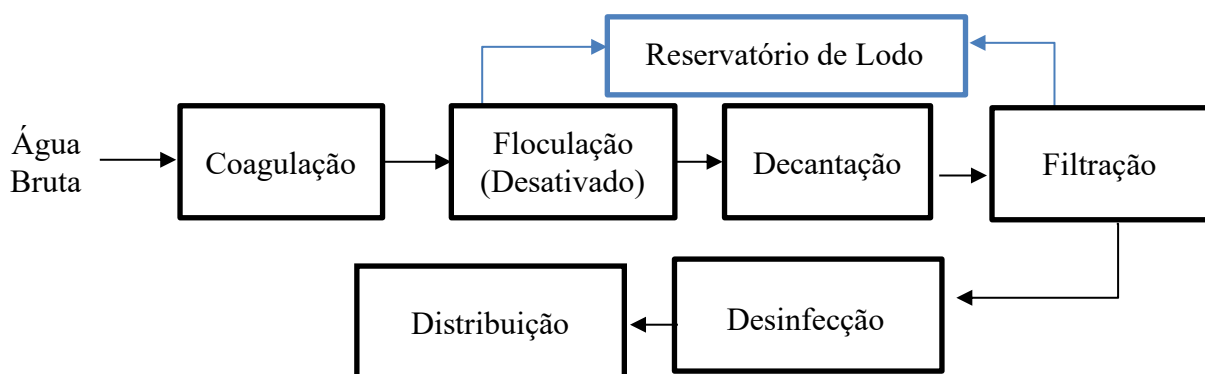 Reservatório de Lodo
Água
Bruta
Coagulação
Floculação
(Desativado)
Decantação
Filtração
Distribuição
Desinfecção